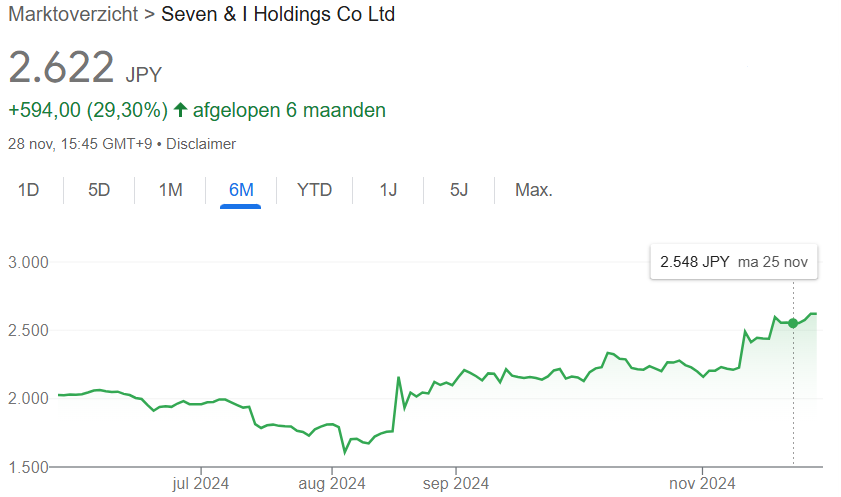 Marktoverzicht > Seven & I Holdings Co Ltd
2.622 JPY
+594,00 (29,30%) ↑ afgelopen 6 maanden
28 nov, 15:45 GMT+9 • Disclaimer
1D 5D 1M 6M YTD 1J 5J Max.
2.548 JPY ma 25 nov
3.000
2.500
2.000
1.500
jul 2024 aug 2024 sep 2024 nov 2024